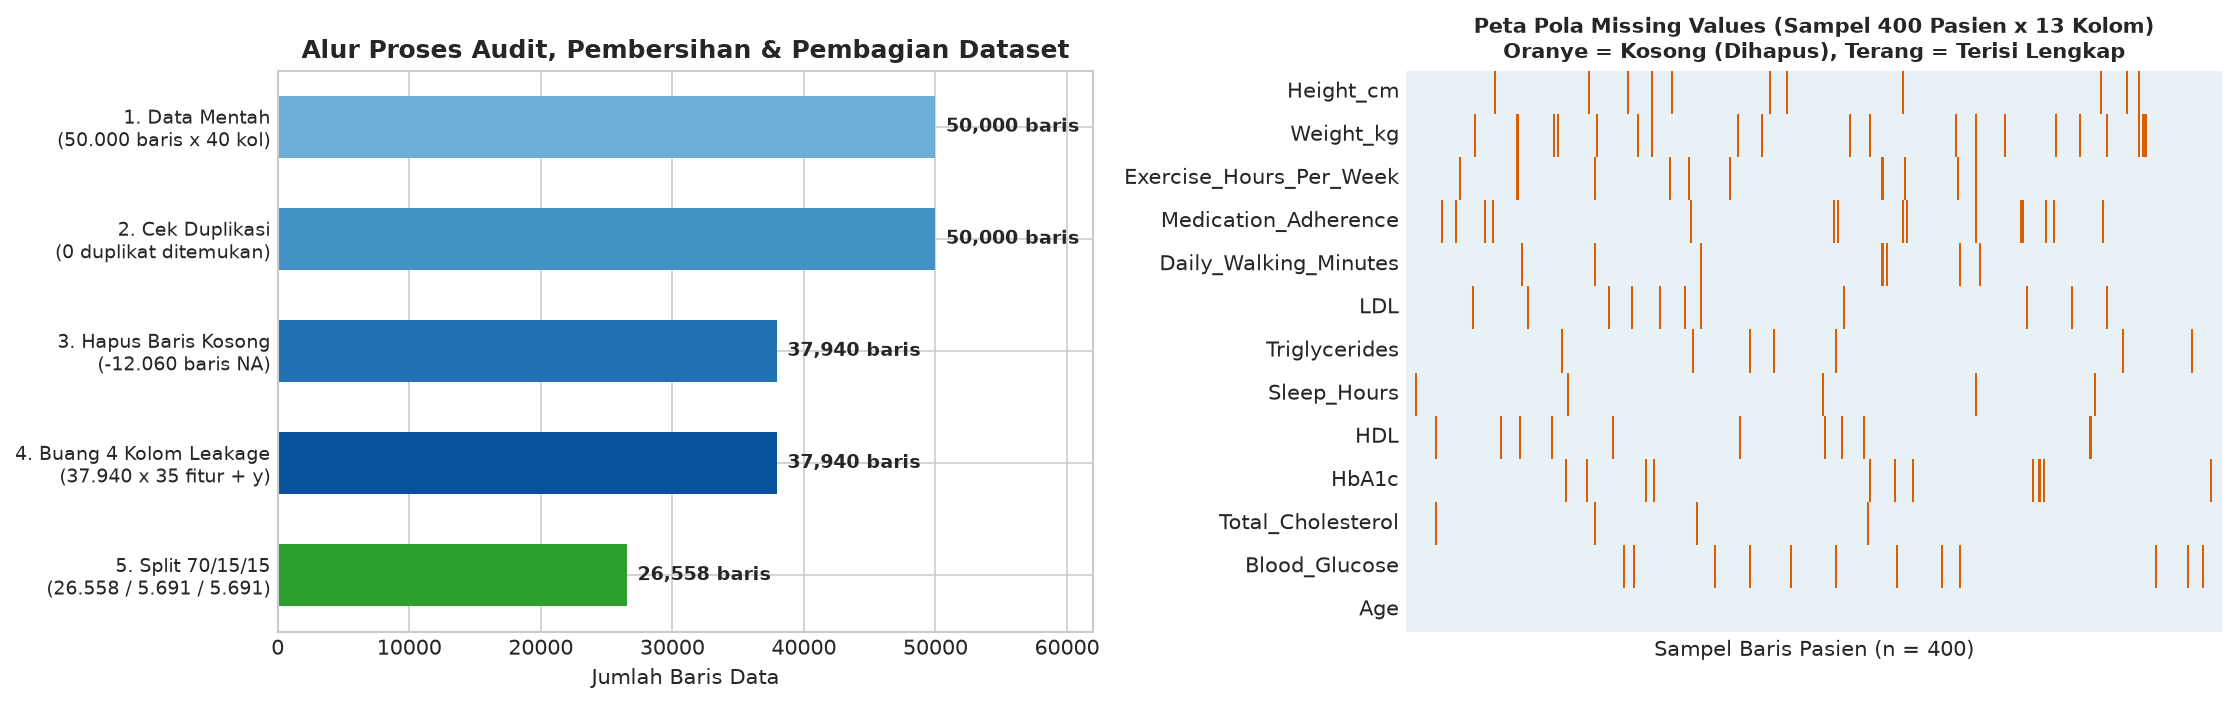 Alur Proses Audit, Pembersihan & Pembagian Dataset
1. Data Mentah
(50.000 baris x 40 kol)
50,000 baris
2. Cek Duplikasi
(0 duplikat ditemukan)
50,000 baris
3. Hapus Baris Kosong
(-12.060 baris NA)
37,940 baris
4. Buang 4 Kolom Leakage
(37.940 x 35 fitur + y)
37,940 baris
5. Split 70/15/15
(26.558 / 5.691 / 5.691)
26,558 baris
0 10000 20000 30000 40000 50000 60000
Jumlah Baris Data
Peta Pola Missing Values (Sampel 400 Pasien x 13 Kolom)
Oranye = Kosong (Dihapus), Terang = Terisi Lengkap
Height_cm
Weight_kg
Exercise_Hours_Per_Week
Medication_Adherence
Daily_Walking_Minutes
LDL
Triglycerides
Sleep_Hours
HDL
HbA1c
Total_Cholesterol
Blood_Glucose
Age
Sampel Baris Pasien (n = 400)